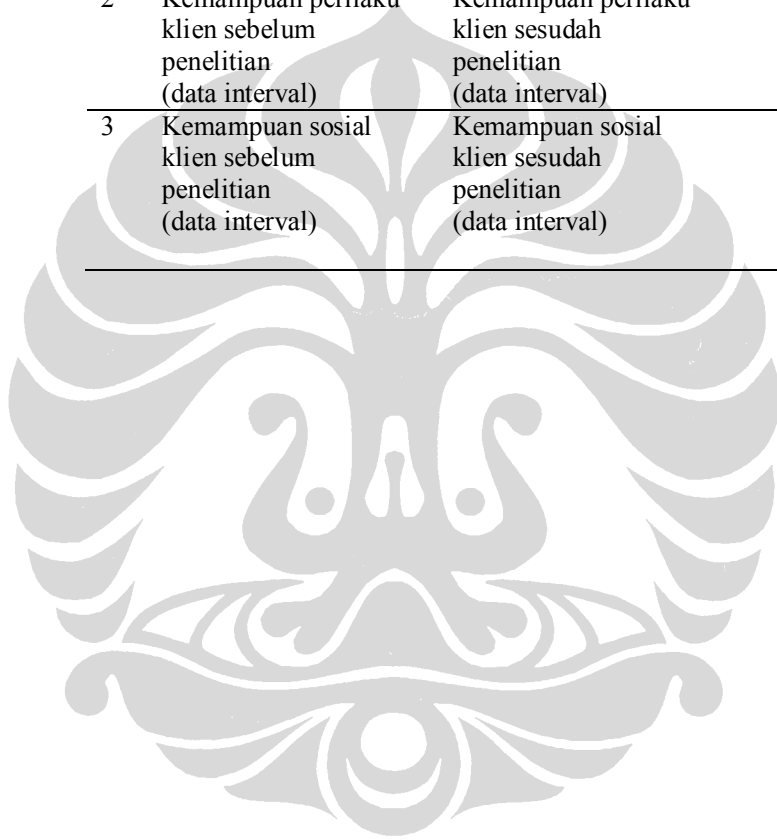 2 Kemampuan perilaku Kemampuan perilaku
klien sebelum klien sesudah
penelitian penelitian
(data interval) (data interval)
3 Kemampuan sosial Kemampuan sosial
klien sebelum klien sesudah
penelitian penelitian
(data interval) (data interval)